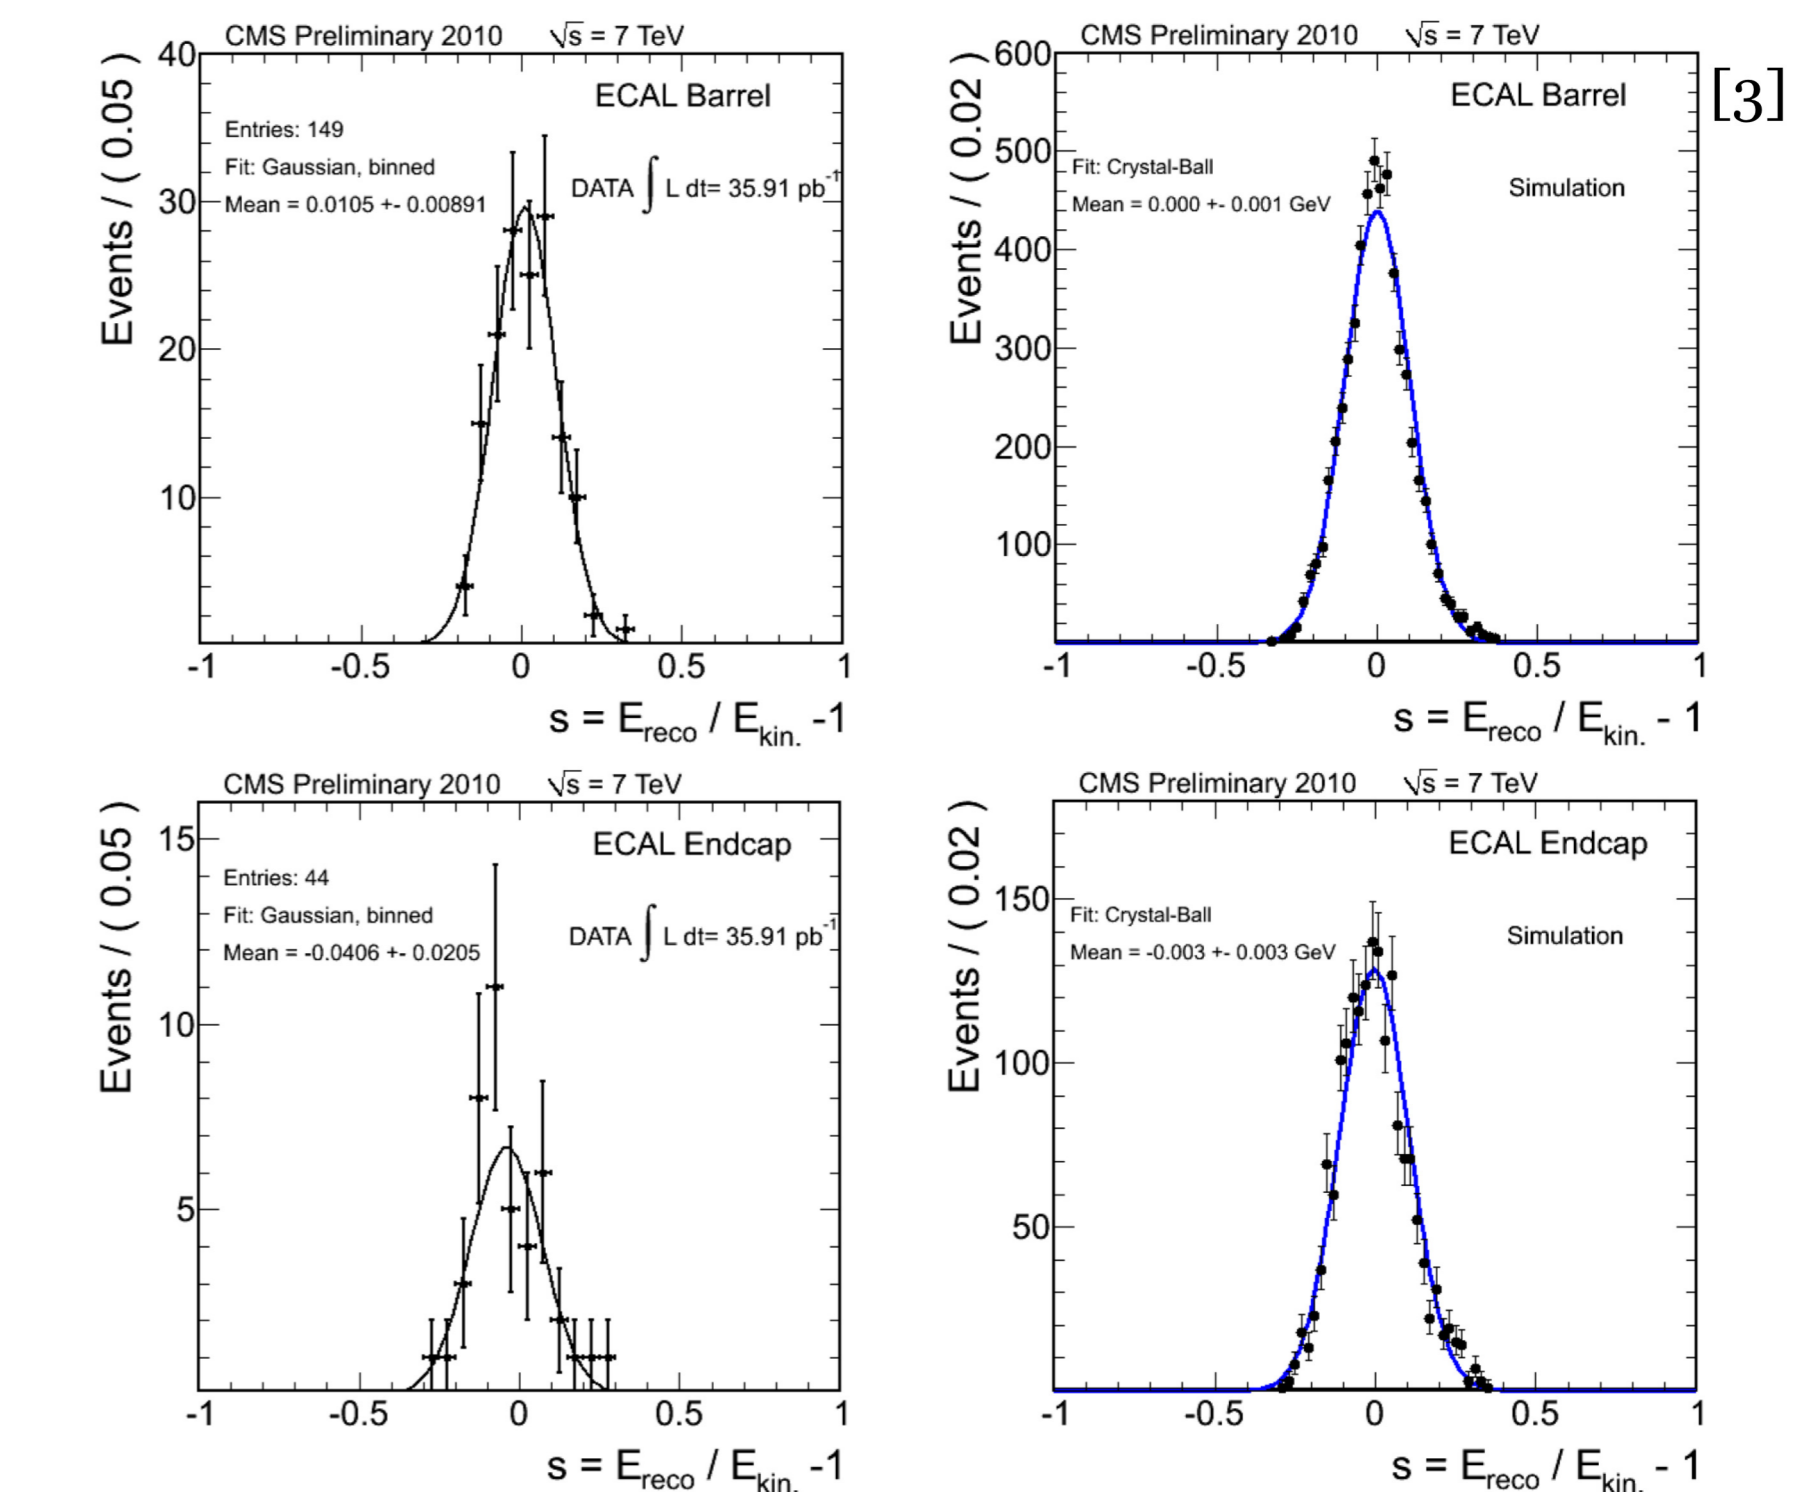 CMS Preliminary 2010 √s = 7 TeV
ECAL Barrel
Entries: 149
Fit: Gaussian, binned
Mean = 0.0105 +- 0.00891
DATA ∫ L dt= 35.91 pb⁻¹
Events / ( 0.05 )
40
30
20
10
-1 -0.5 0 0.5 1
s = E_reco / E_kin. -1
CMS Preliminary 2010 √s = 7 TeV
ECAL Barrel
Fit: Crystal-Ball
Mean = 0.000 +- 0.001 GeV
Simulation
Events / ( 0.02 )
600
500
400
300
200
100
-1 -0.5 0 0.5 1
s = E_reco / E_kin. - 1
[3]
CMS Preliminary 2010 √s = 7 TeV
ECAL Endcap
Entries: 44
Fit: Gaussian, binned
Mean = -0.0406 +- 0.0205
DATA ∫ L dt= 35.91 pb⁻¹
Events / ( 0.05 )
15
10
5
-1 -0.5 0 0.5 1
s = E_reco / E_kin. -1
CMS Preliminary 2010 √s = 7 TeV
ECAL Endcap
Fit: Crystal-Ball
Mean = -0.003 +- 0.003 GeV
Simulation
Events / ( 0.02 )
150
100
50
-1 -0.5 0 0.5 1
s = E_reco / E_kin. - 1